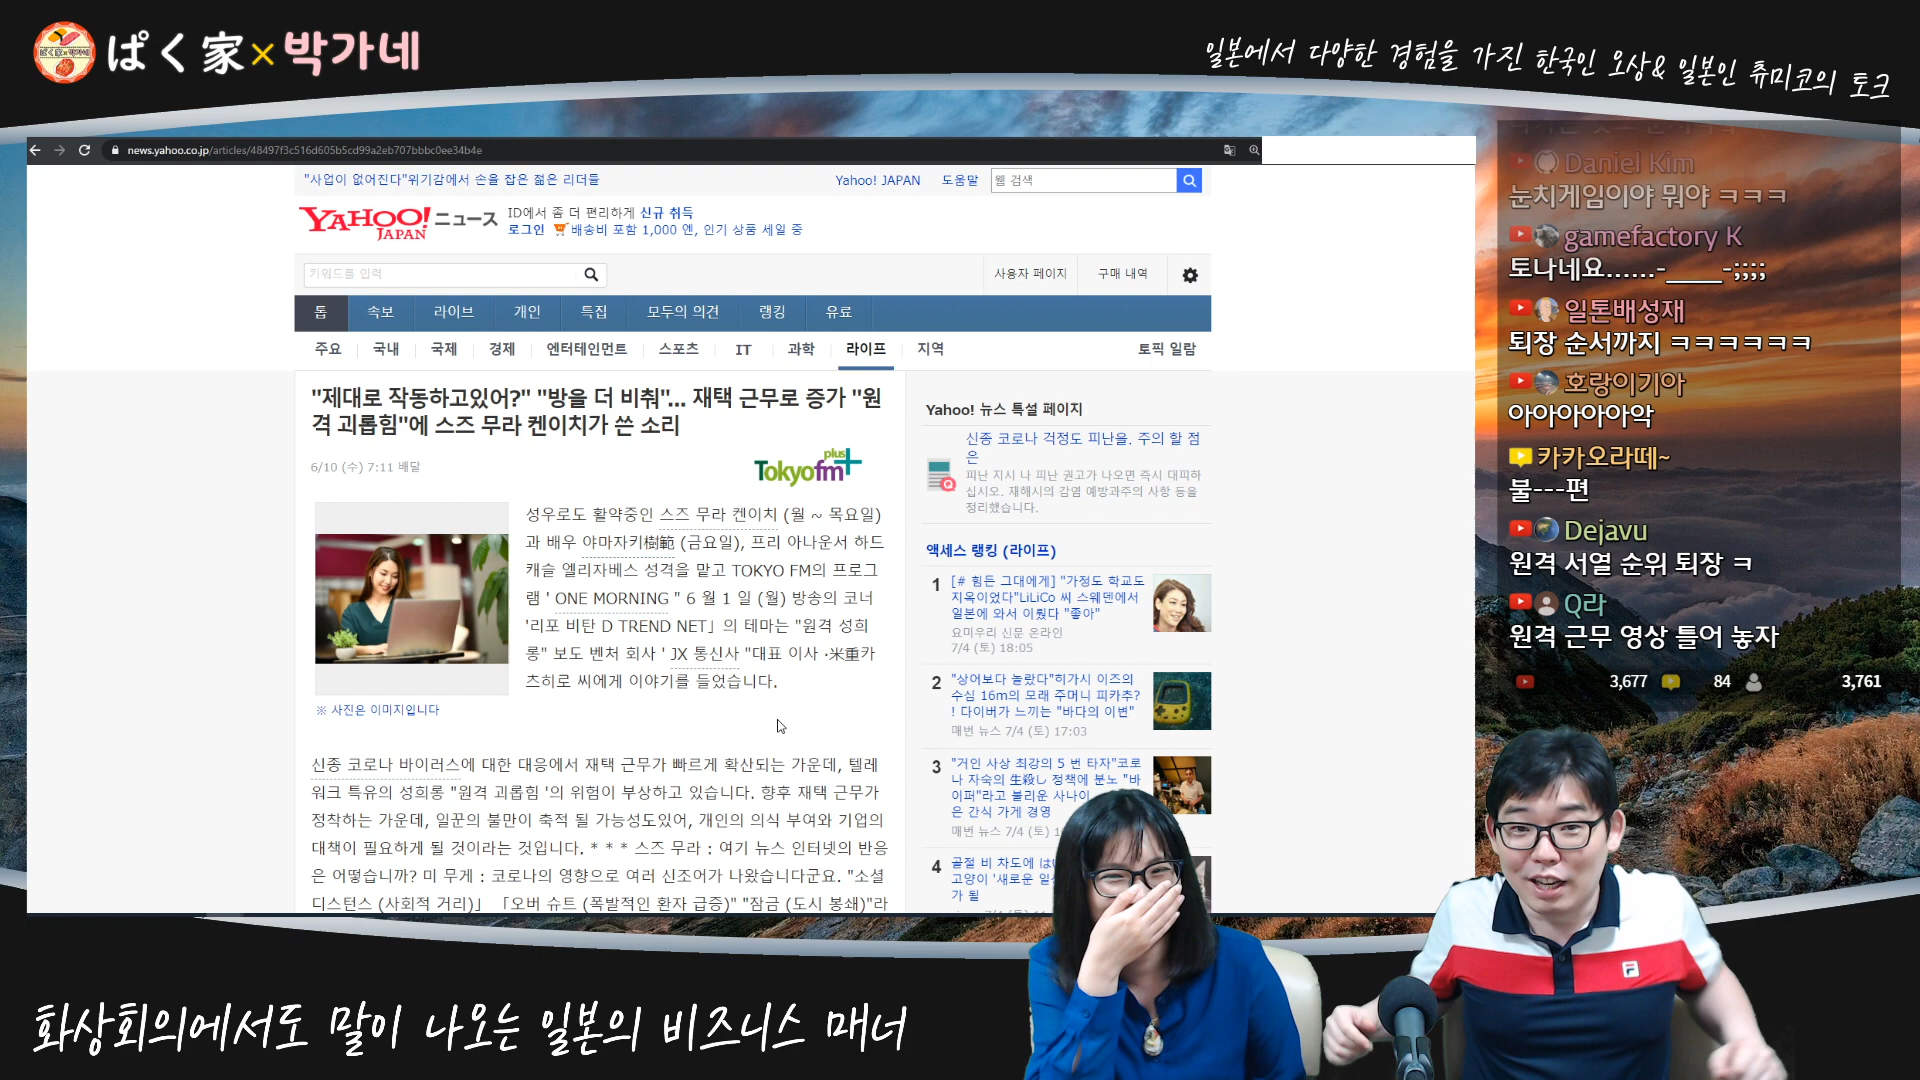 ぱく家×박가네
일본에서 다양한 경험을 가진 한국인 오상& 일본인 츄미코의 토크
news.yahoo.co.jp/articles/48497f3c516d605b5cd99a2eb707bbbc0ee34b4e
"사업이 없어진다"위기감에서 손을 잡은 젊은 리더들
Yahoo! JAPAN 도움말 웹 검색
YAHOO! JAPAN ニュース
ID에서 좀 더 편리하게 신규 취득
로그인 배송비 포함 1,000 엔, 인기 상품 세일 중
키워드를 입력
사용자 페이지 구매 내역
톱 속보 라이브 개인 특집 모두의 의견 랭킹 유료
주요 국내 국제 경제 엔터테인먼트 스포츠 IT 과학 라이프 지역 토픽 일람
"제대로 작동하고있어?" "방을 더 비춰"... 재택 근무로 증가 "원
격 괴롭힘"에 스즈 무라 켄이치가 쓴 소리
6/10 (수) 7:11 배달
Tokyofm plus+
성우로도 활약중인 스즈 무라 켄이치 (월 ~ 목요일)
과 배우 야마자키樹範 (금요일), 프리 아나운서 하드
캐슬 엘리자베스 성격을 맡고 TOKYO FM의 프로그
램 ' ONE MORNING " 6 월 1 일 (월) 방송의 코너
'리포 비탄 D TREND NET」의 테마는 "원격 성희
롱" 보도 벤처 회사 ' JX 통신사 "대표 이사 ·米重카
츠히로 씨에게 이야기를 들었습니다.
※ 사진은 이미지입니다
신종 코로나 바이러스에 대한 대응에서 재택 근무가 빠르게 확산되는 가운데, 텔레
워크 특유의 성희롱 "원격 괴롭힘 '의 위험이 부상하고 있습니다. 향후 재택 근무가
정착하는 가운데, 일꾼의 불만이 축적 될 가능성도있어, 개인의 의식 부여와 기업의
대책이 필요하게 될 것이라는 것입니다. * * * 스즈 무라 : 여기 뉴스 인터넷의 반응
은 어떻습니까? 미 무게 : 코로나의 영향으로 여러 신조어가 나왔습니다군요. "소셜
디스턴스 (사회적 거리)」 「오버 슈트 (폭발적인 환자 급증)" "잠금 (도시 봉쇄)"라
Yahoo! 뉴스 특설 페이지
신종 코로나 걱정도 피난을. 주의 할 점
은
피난 지시 나 피난 권고가 나오면 즉시 대피하
십시오. 재해시의 감염 예방과주의 사항 등을
정리했습니다.
액세스 랭킹 (라이프)
1 [# 힘든 그대에게] "가정도 학교도
지옥이었다"LiLiCo 씨 스웨덴에서
일본에 와서 이뤘다 "좋아"
요미우리 신문 온라인
7/4 (토) 18:05
2 "상어보다 놀랐다"히가시 이즈의
수심 16m의 모래 주머니 피카추?
! 다이버가 느끼는 "바다의 이변"
매번 뉴스 7/4 (토) 17:03
3 "거인 사상 최강의 5 번 타자"코로
나 자숙의 生殺し 정책에 분노 "바
이퍼"라고 불리운 사나이
은 간식 가게 경영
매번 뉴스 7/4 (토)
4 골절 비 차도에
고양이 '새로운
가 될
Daniel Kim
눈치게임이야 뭐야 ㅋㅋㅋ
gamefactory K
토나네요......-____-;;;;
일톤배성재
퇴장 순서까지 ㅋㅋㅋㅋㅋㅋ
호랑이기아
아아아아아악
카카오라떼~
불---편
Dejavu
원격 서열 순위 퇴장 ㅋ
Q라
원격 근무 영상 틀어 놓자
3,677 84 3,761
화상회의에서도 말이 나오는 일본의 비즈니스 매너